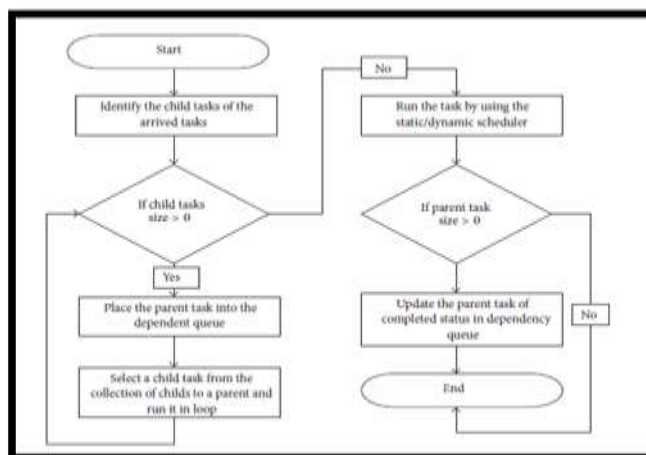 Start
Identify the child tasks of the
arrived tasks
If child tasks
size > 0
Yes
Place the parent task into the
dependent queue
Select a child task from the
collection of childs to a parent and
run it in loop
No
Run the task by using the
static/dynamic scheduler
If parent task
size > 0
No
Update the parent task of
completed status in dependency
queue
End